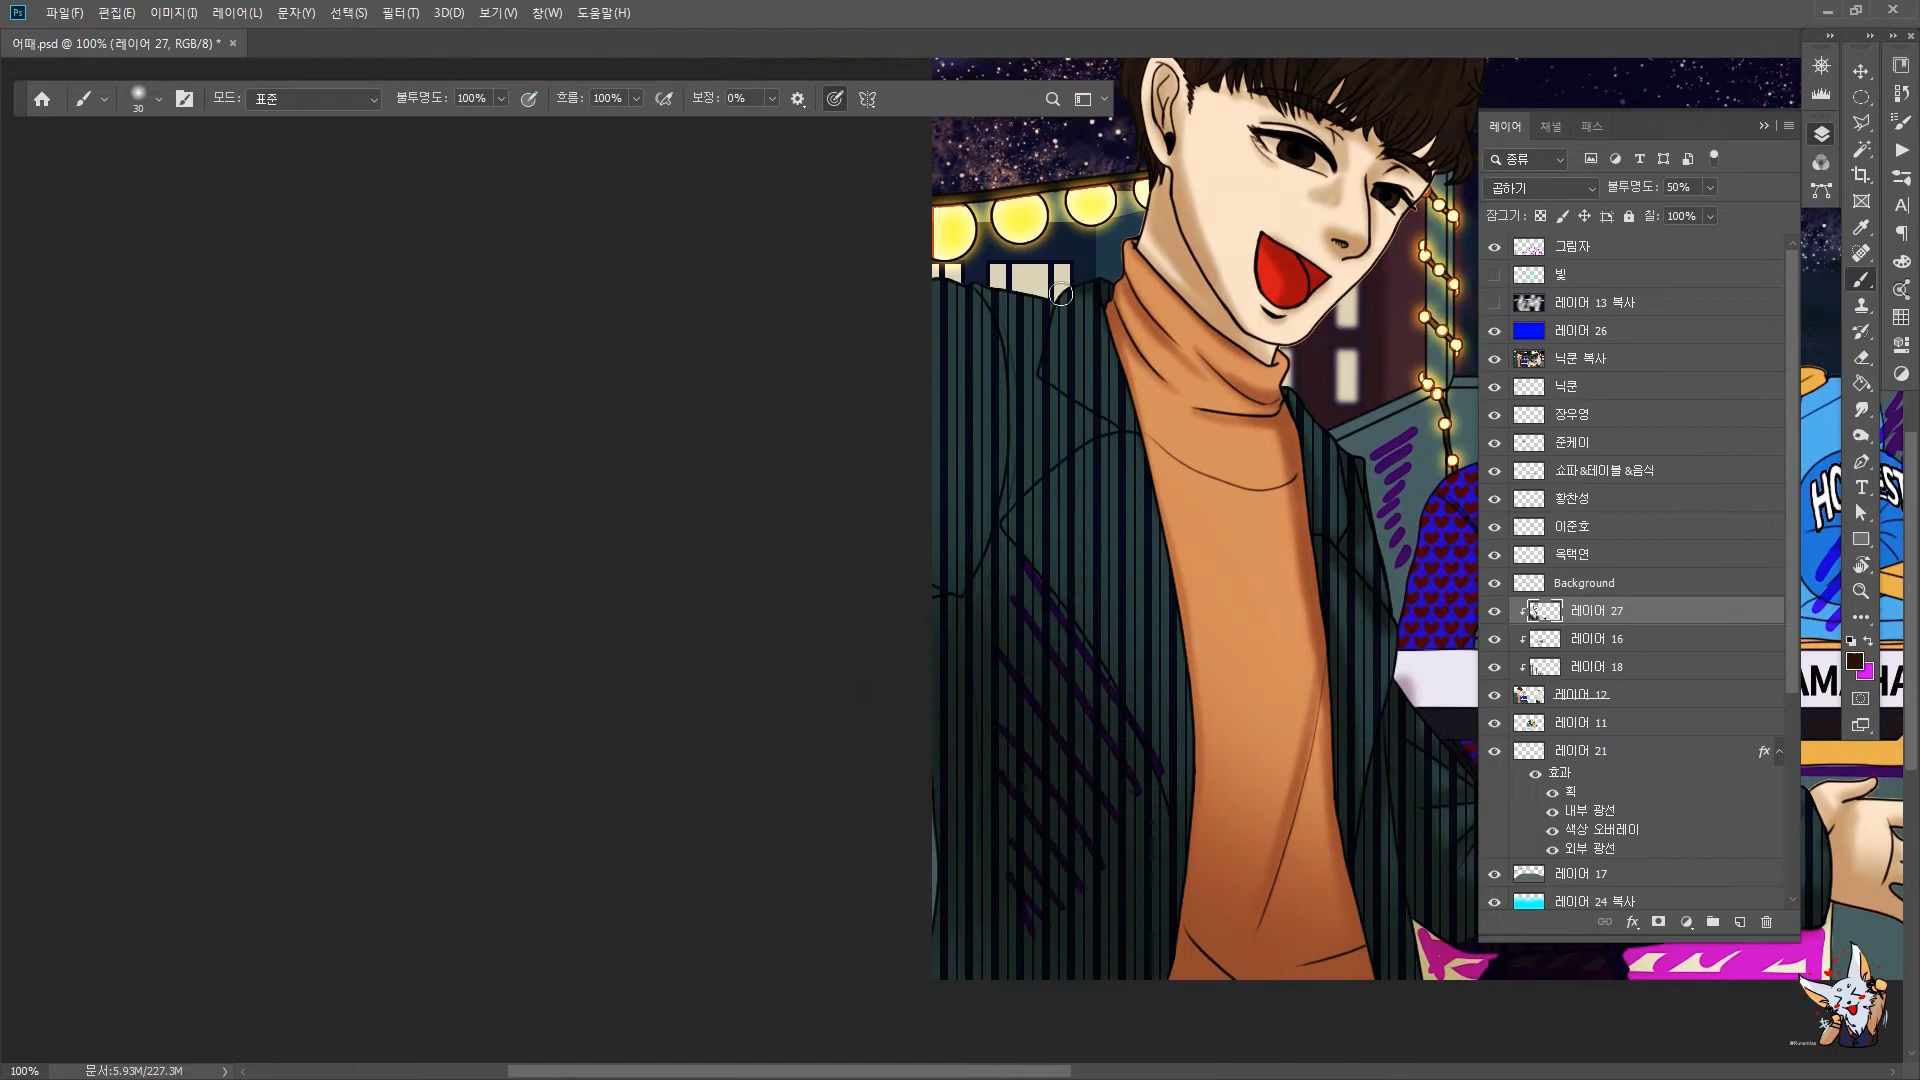 Ps 파일(F) 편집(E) 이미지(I) 레이어(L) 문자(Y) 선택(S) 필터(T) 3D(D) 보기(V) 창(W) 도움말(H)
어때.psd @ 100% (레이어 27, RGB/8) * ×
30 모드: 표준 불투명도: 100% 흐름: 100% 보정: 0%
레이어 채널 패스
종류
곱하기 불투명도: 50%
잠그기: 칠: 100%
그림자
빛
레이어 13 복사
레이어 26
닉쿤 복사
닉쿤
장우영
준케이
쇼파&테이블 &음식
황찬성
이준호
옥택연
Background
레이어 27
레이어 16
레이어 18
레이어 12
레이어 11
레이어 21 fx
효과
획
내부 광선
색상 오버레이
외부 광선
레이어 17
레이어 24 복사
fx
100% 문서:5.93M/227.3M